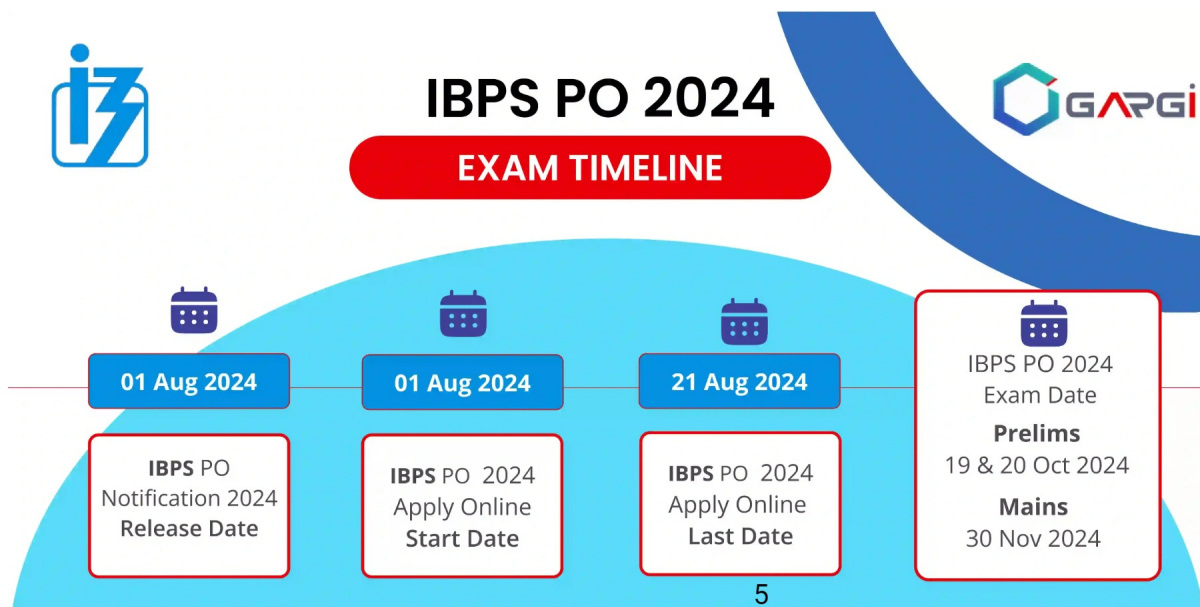 IBPS PO 2024
EXAM TIMELINE
GARGI
01 Aug 2024
IBPS PO
Notification 2024
Release Date
01 Aug 2024
IBPS PO 2024
Apply Online
Start Date
21 Aug 2024
IBPS PO 2024
Apply Online
Last Date
IBPS PO 2024
Exam Date
Prelims
19 & 20 Oct 2024
Mains
30 Nov 2024
5